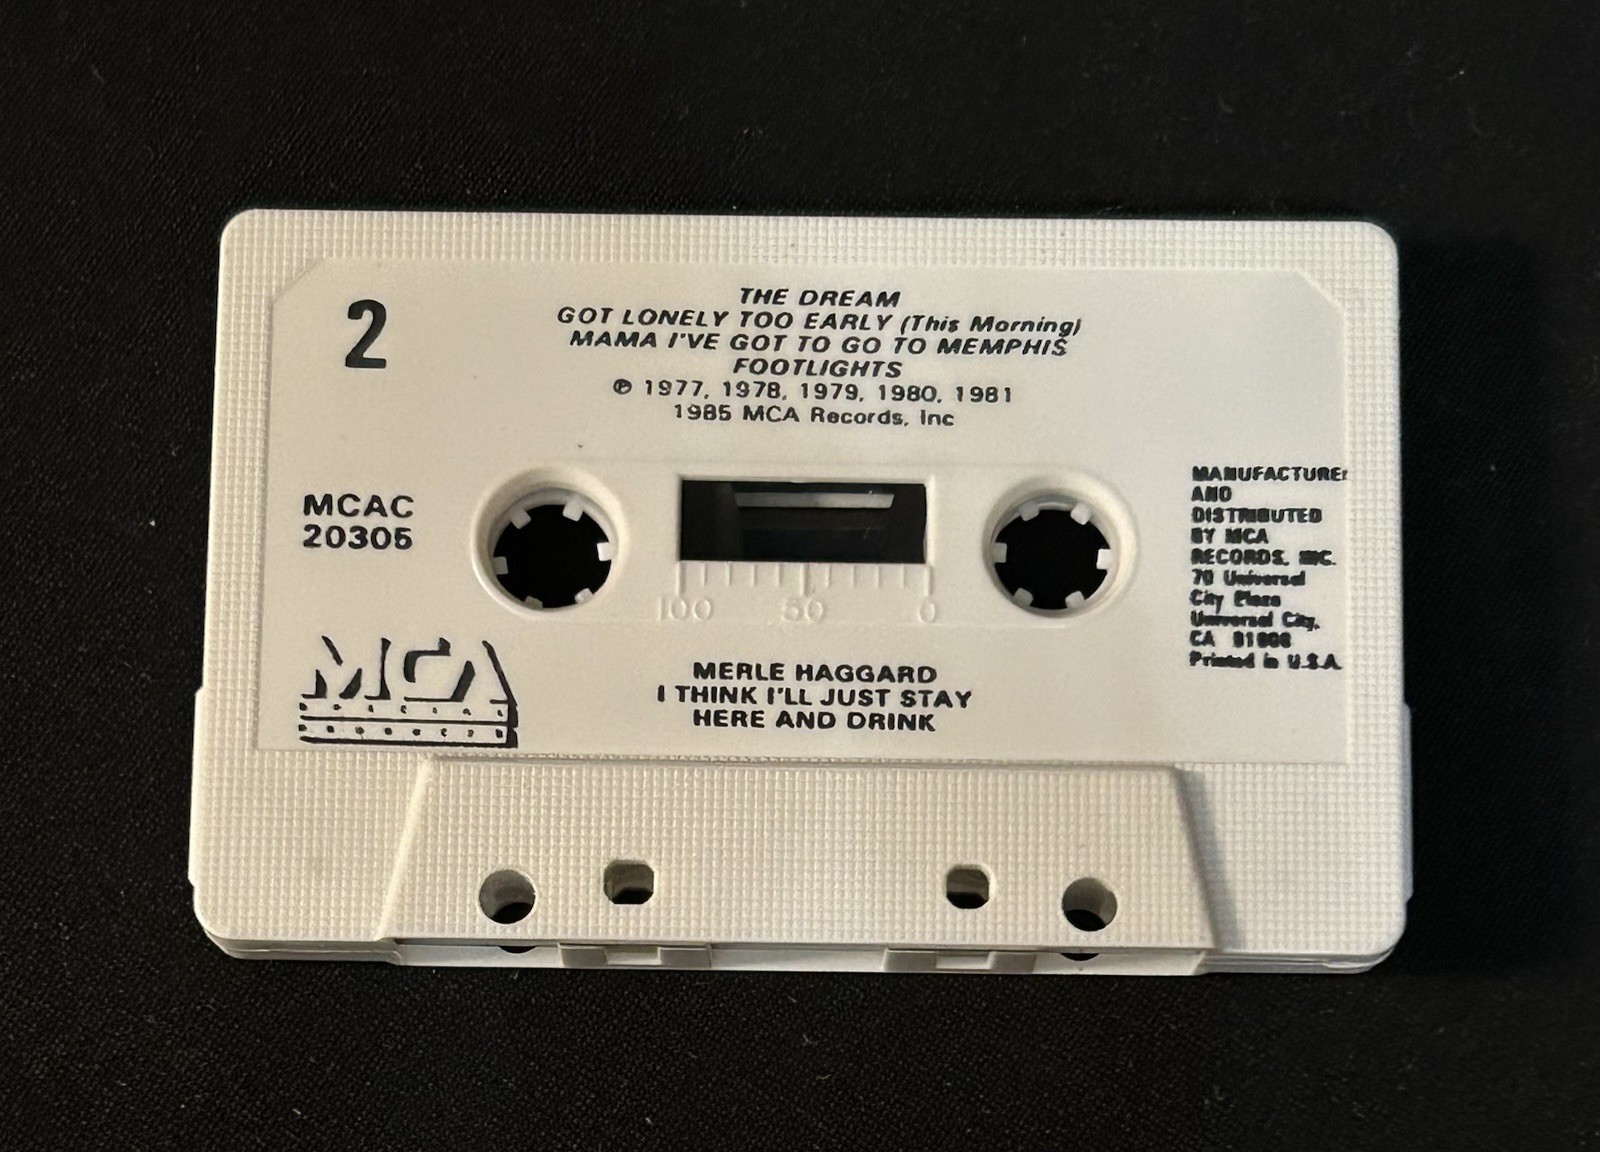 2
THE DREAM
GOT LONELY TOO EARLY (This Morning)
MAMA I'VE GOT TO GO TO MEMPHIS
FOOTLIGHTS
℗ 1977, 1978, 1979, 1980, 1981
1985 MCA Records, Inc
MCAC
20305
100 50 0
MANUFACTURE
AND
DISTRIBUTED
BY MCA
RECORDS, INC.
70 Universal
City Plaza
Universal City,
CA 91608
Printed in U.S.A.
MCA
MERLE HAGGARD
I THINK I'LL JUST STAY
HERE AND DRINK